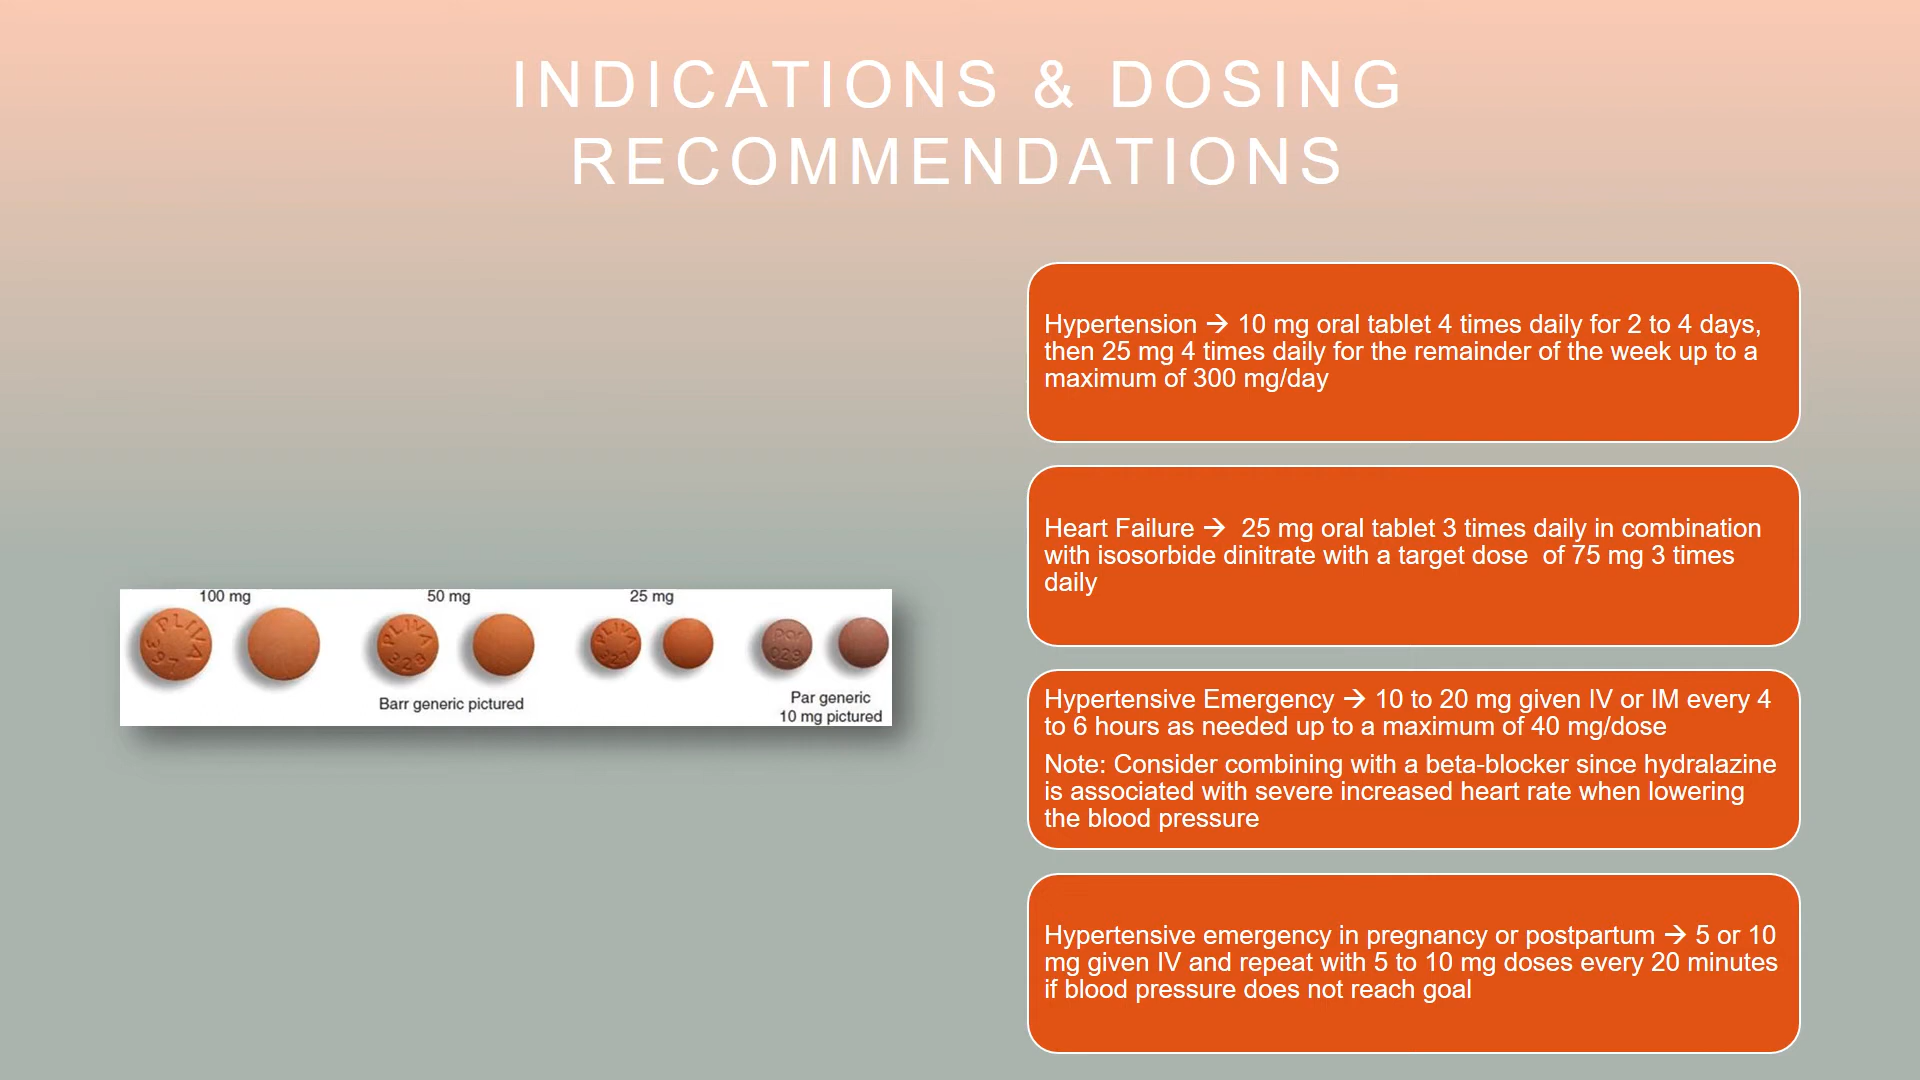 INDICATIONS & DOSING
RECOMMENDATIONS
100 mg
50 mg
25 mg
PLIVA
PLIVA
PLIVA
par
Barr generic pictured
Par generic
10 mg pictured
Hypertension → 10 mg oral tablet 4 times daily for 2 to 4 days,
then 25 mg 4 times daily for the remainder of the week up to a
maximum of 300 mg/day
Heart Failure → 25 mg oral tablet 3 times daily in combination
with isosorbide dinitrate with a target dose of 75 mg 3 times
daily
Hypertensive Emergency → 10 to 20 mg given IV or IM every 4
to 6 hours as needed up to a maximum of 40 mg/dose
Note: Consider combining with a beta-blocker since hydralazine
is associated with severe increased heart rate when lowering
the blood pressure
Hypertensive emergency in pregnancy or postpartum → 5 or 10
mg given IV and repeat with 5 to 10 mg doses every 20 minutes
if blood pressure does not reach goal